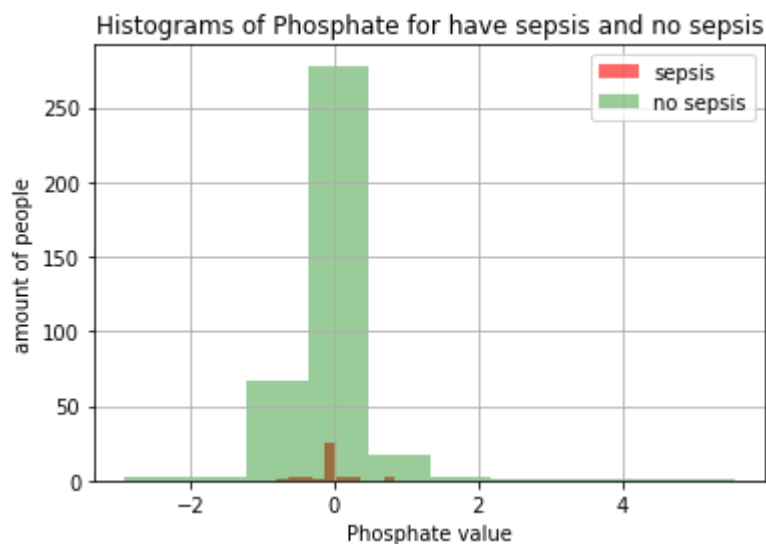 Histograms of Phosphate for have sepsis and no sepsis
sepsis
no sepsis
250
200
150
100
50
0
−2
0
2
4
amount of people
Phosphate value